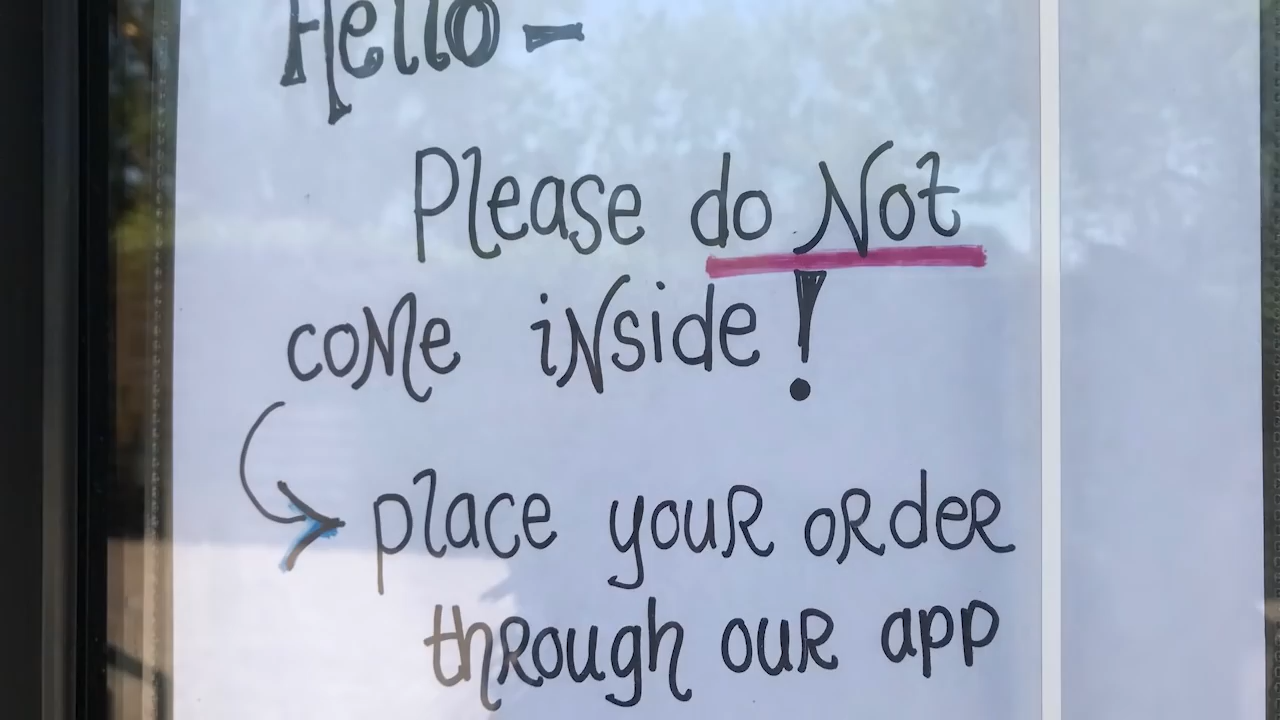 Hello -
Please do Not
come inside!
place your order
through our app